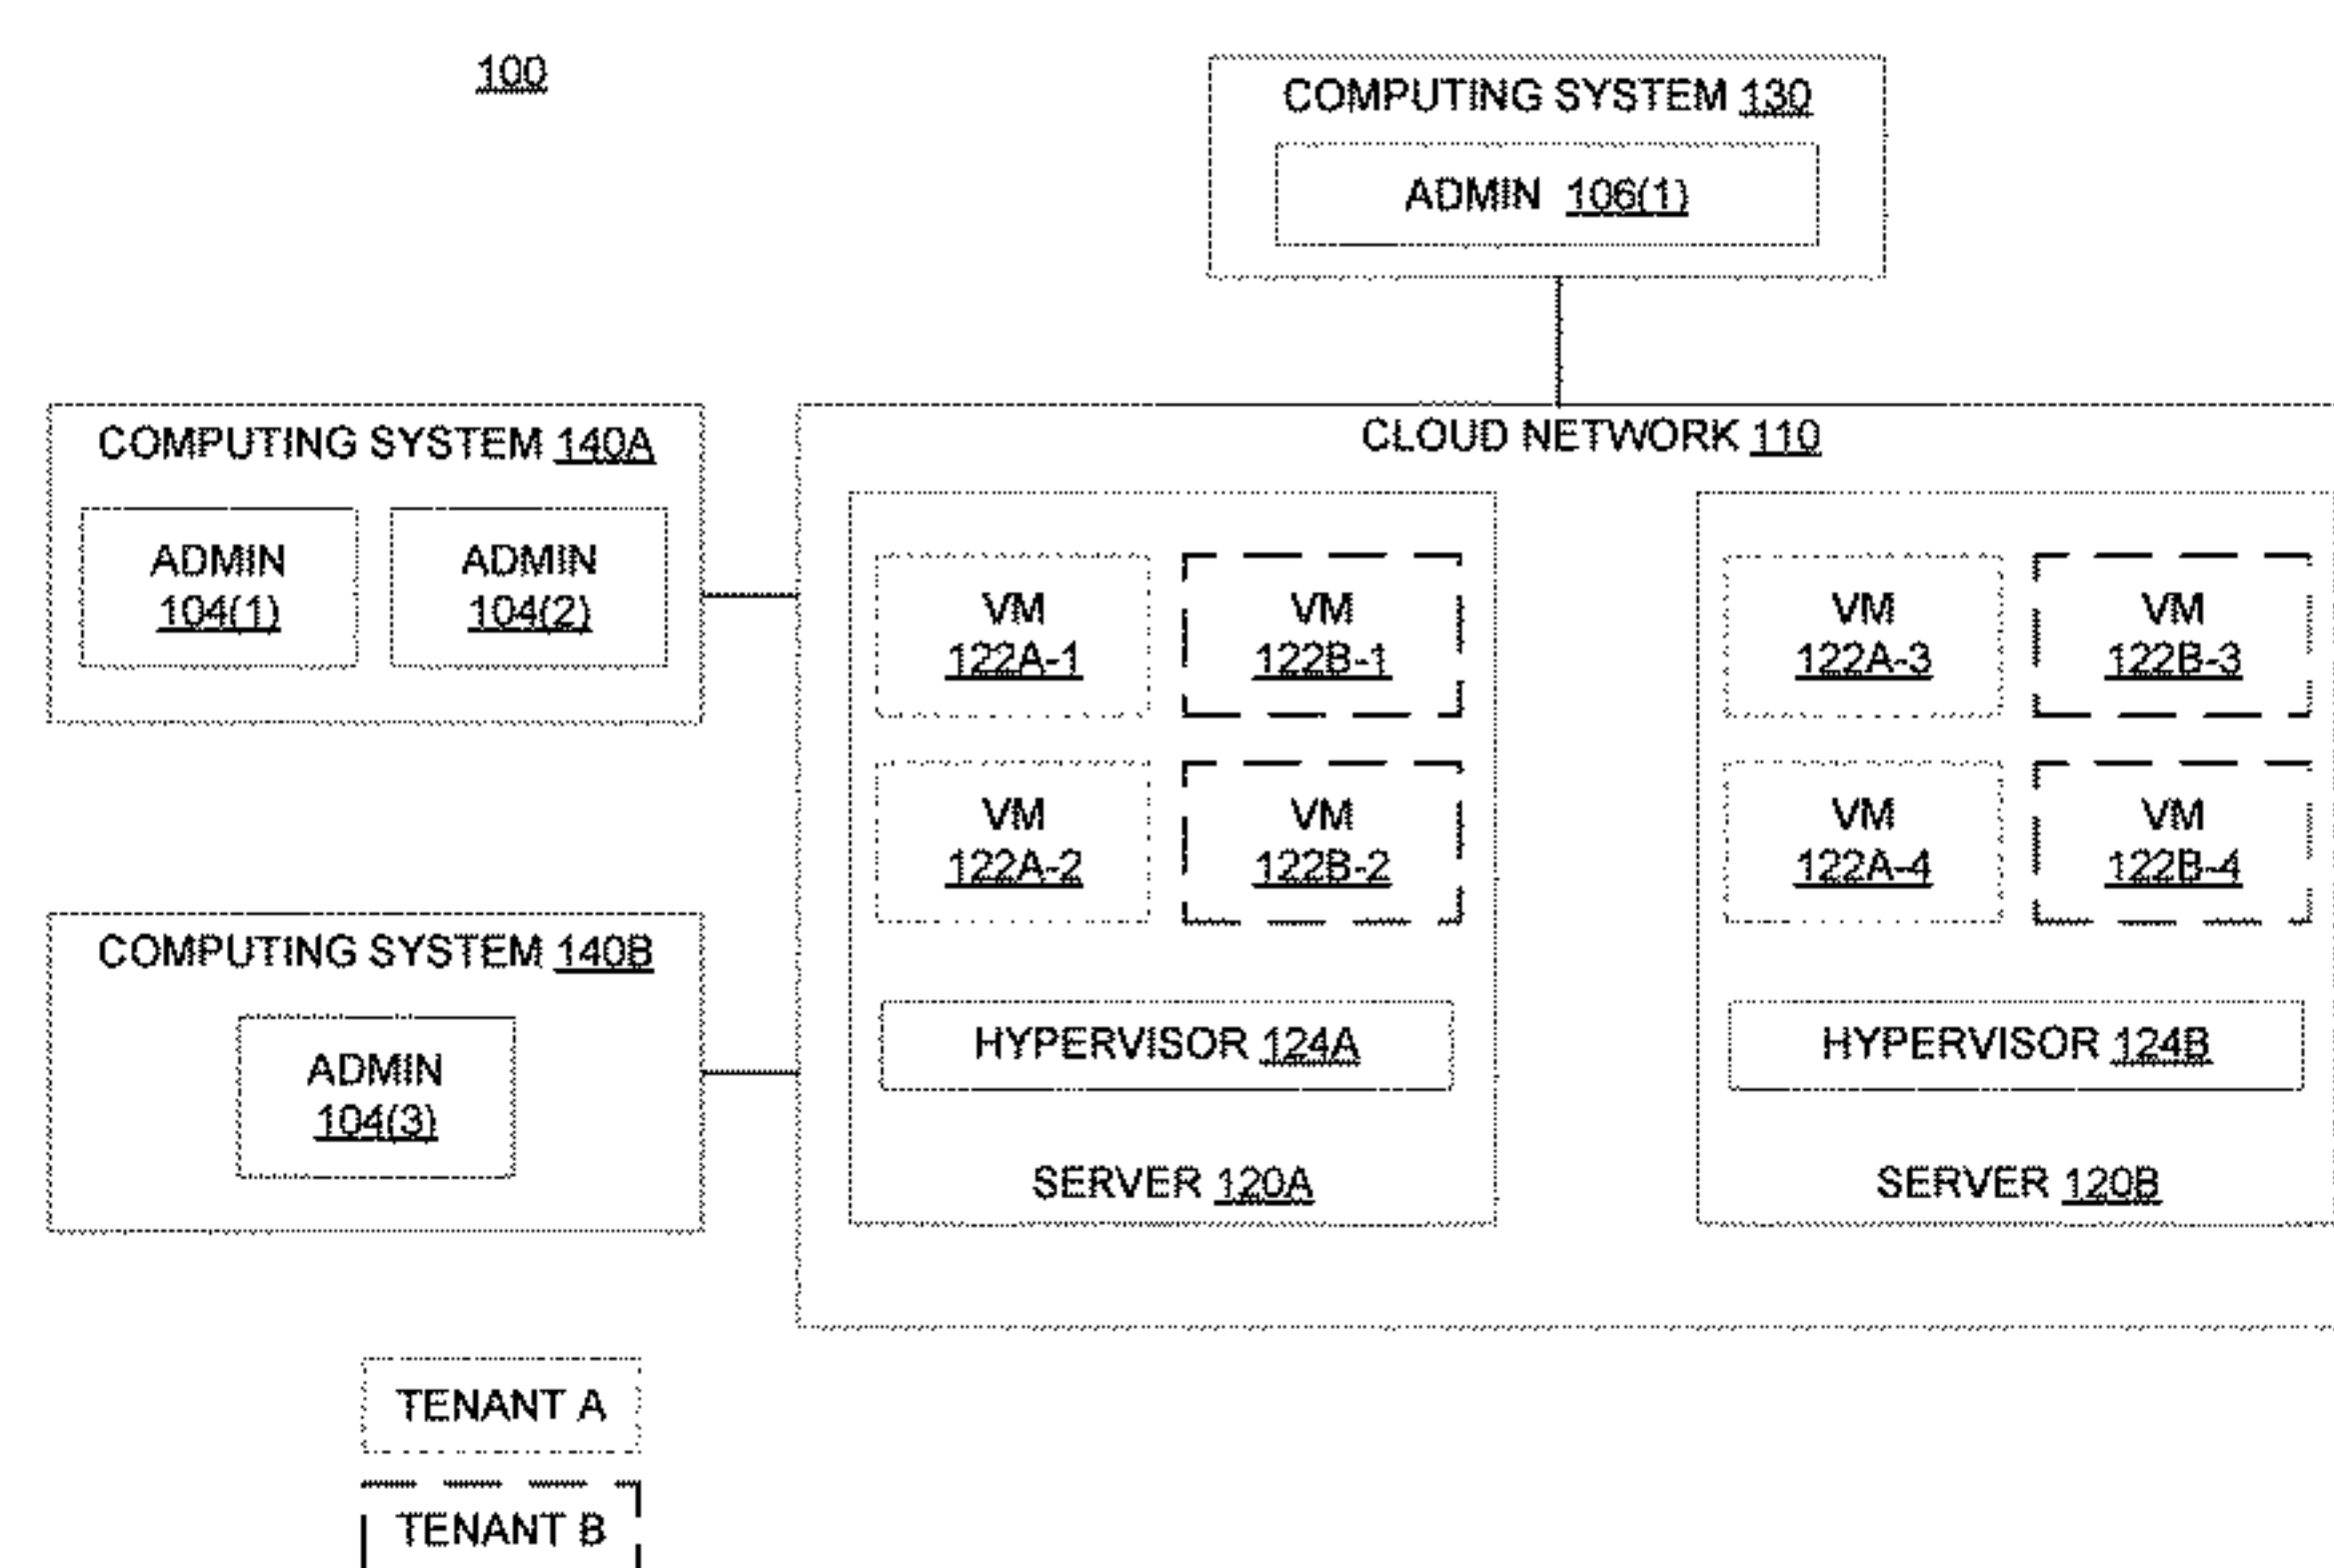 100
COMPUTING SYSTEM 130
ADMIN 106(1)
COMPUTING SYSTEM 140A
ADMIN
104(1)
ADMIN
104(2)
COMPUTING SYSTEM 140B
ADMIN
104(3)
CLOUD NETWORK 110
VM
122A-1
VM
122B-1
VM
122A-2
VM
122B-2
HYPERVISOR 124A
SERVER 120A
VM
122A-3
VM
122B-3
VM
122A-4
VM
122B-4
HYPERVISOR 124B
SERVER 120B
TENANT A
TENANT B